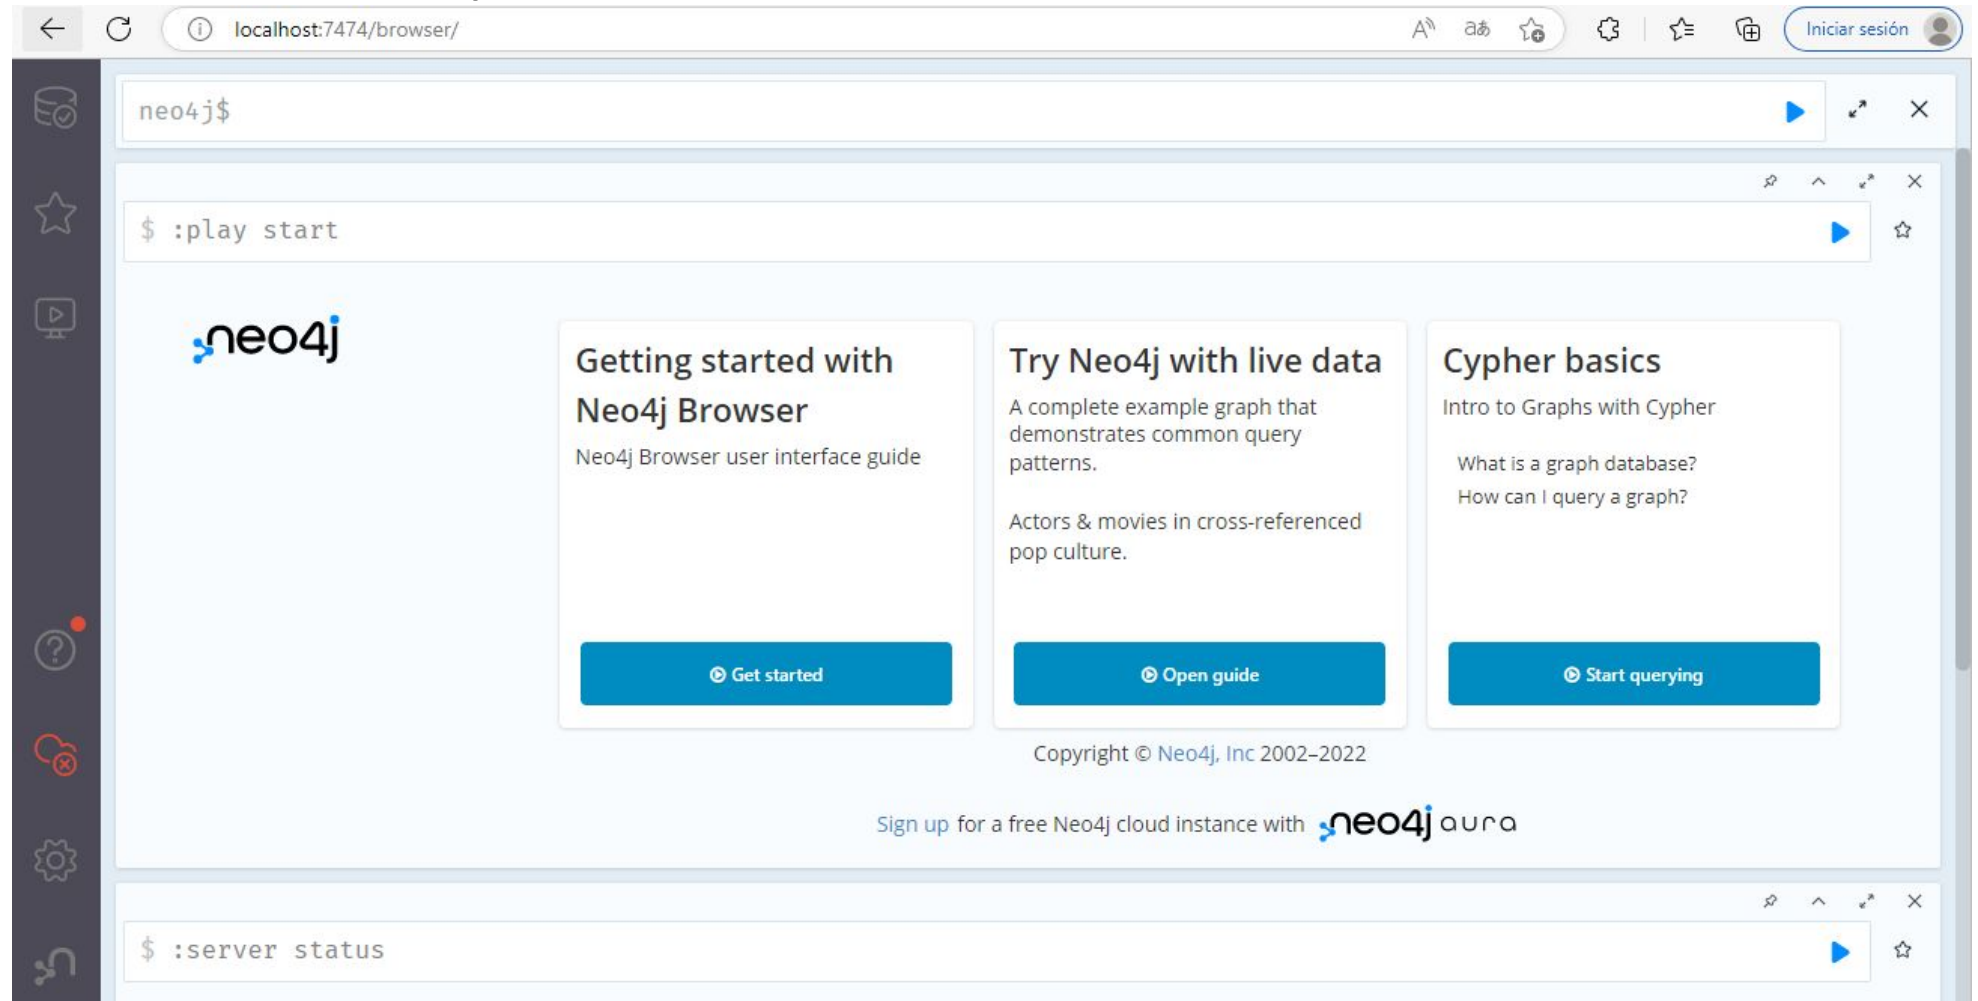 localhost:7474/browser/
Iniciar sesión
neo4j$
$ :play start
neo4j
Getting started with
Neo4j Browser
Neo4j Browser user interface guide
Get started
Try Neo4j with live data
A complete example graph that
demonstrates common query
patterns.
Actors & movies in cross-referenced
pop culture.
Open guide
Cypher basics
Intro to Graphs with Cypher
What is a graph database?
How can I query a graph?
Start querying
Copyright © Neo4j, Inc 2002–2022
Sign up for a free Neo4j cloud instance with neo4j aura
$ :server status